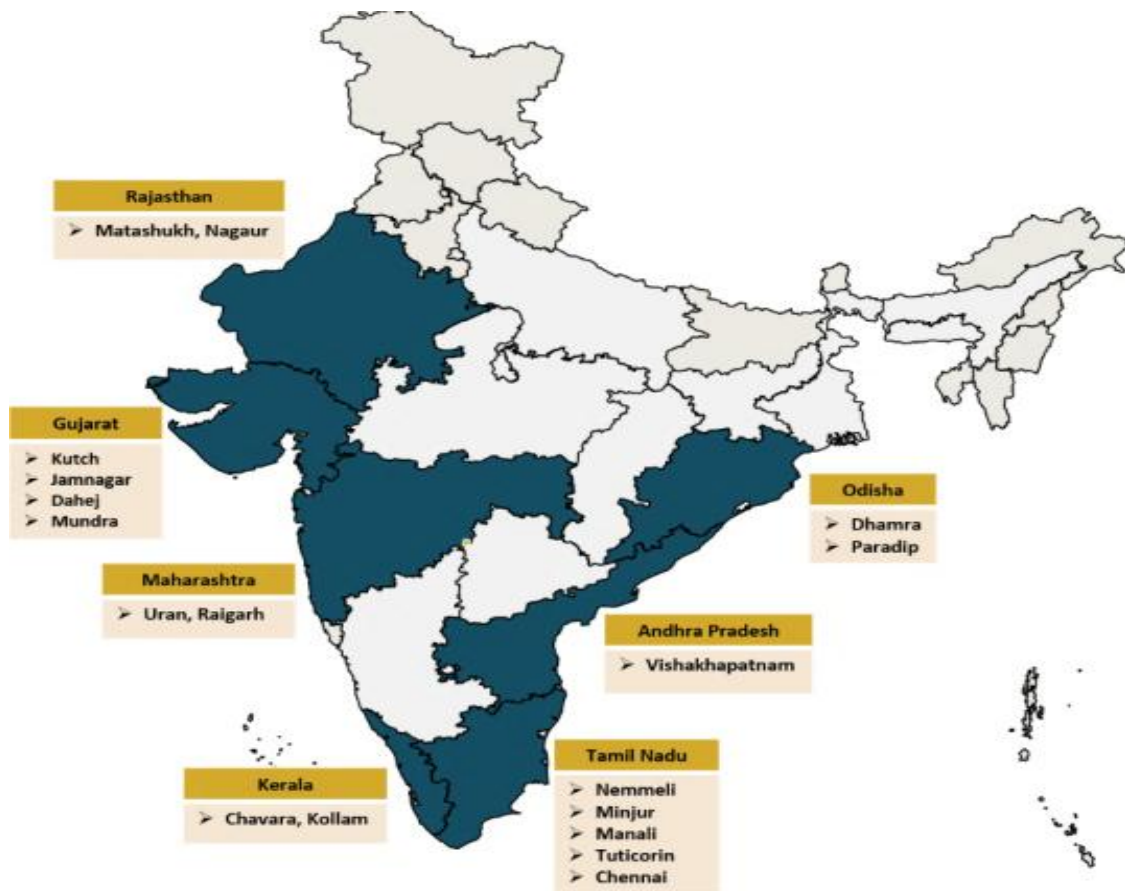 Rajasthan
➢ Matashukh, Nagaur
Gujarat
➢ Kutch
➢ Jamnagar
➢ Dahej
➢ Mundra
Odisha
➢ Dhamra
➢ Paradip
Maharashtra
➢ Uran, Raigarh
Andhra Pradesh
➢ Vishakhapatnam
Tamil Nadu
➢ Nemmeli
➢ Minjur
➢ Manali
➢ Tuticorin
➢ Chennai
Kerala
➢ Chavara, Kollam